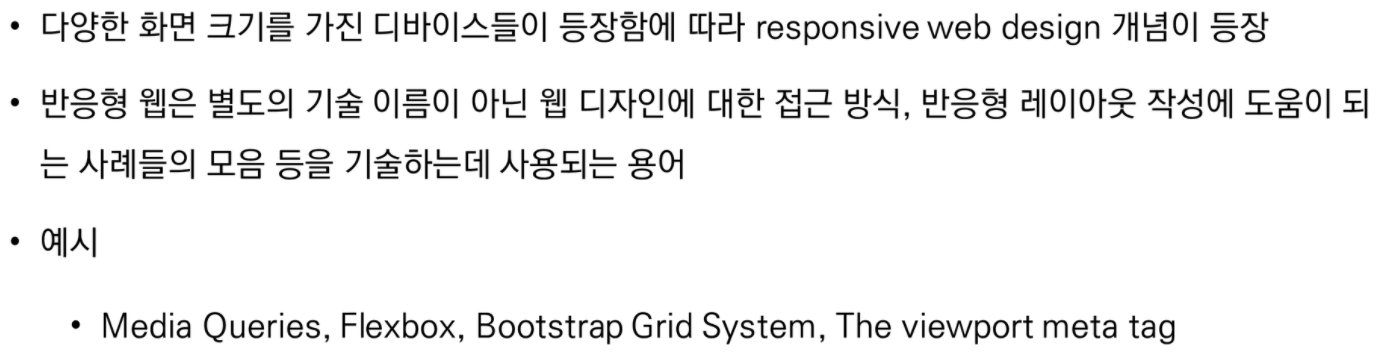 • 다양한 화면 크기를 가진 디바이스들이 등장함에 따라 responsive web design 개념이 등장
• 반응형 웹은 별도의 기술 이름이 아닌 웹 디자인에 대한 접근 방식, 반응형 레이아웃 작성에 도움이 되
는 사례들의 모음 등을 기술하는데 사용되는 용어
• 예시
• Media Queries, Flexbox, Bootstrap Grid System, The viewport meta tag